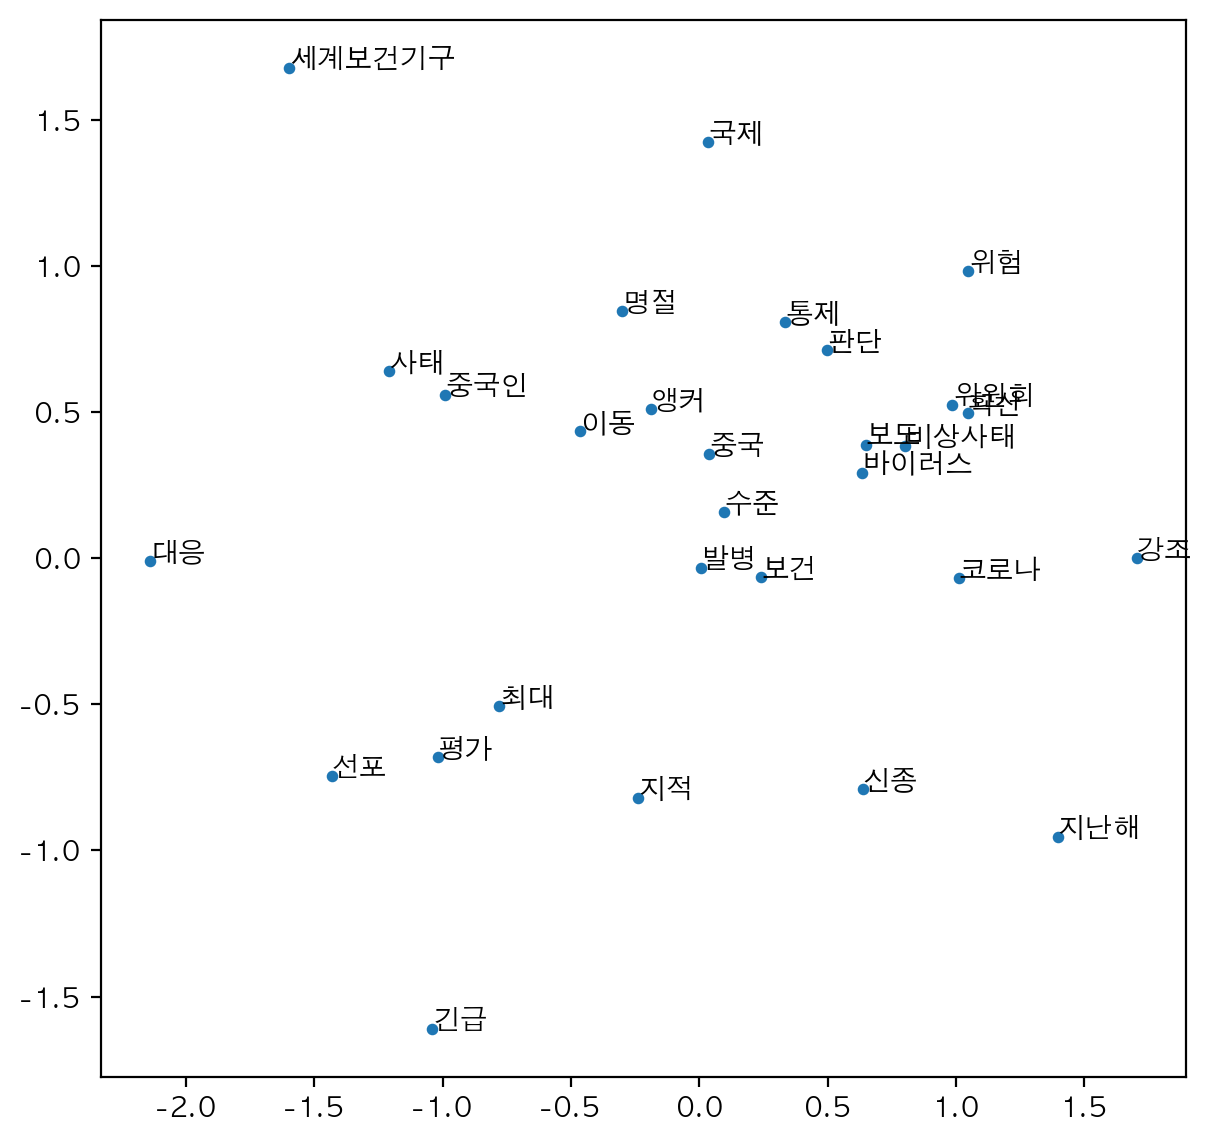 세계보건기구
1.5
국제
1.0
위험
명절
통제
판단
사태
중국인
0.5
앵커
위원회
확산
이동
보도
비상사태
중국
바이러스
수준
0.0
대응
발병
보건
코로나
강조
-0.5
최대
평가
선포
지적
신종
-1.0
지난해
-1.5
긴급
-2.0 -1.5 -1.0 -0.5 0.0 0.5 1.0 1.5